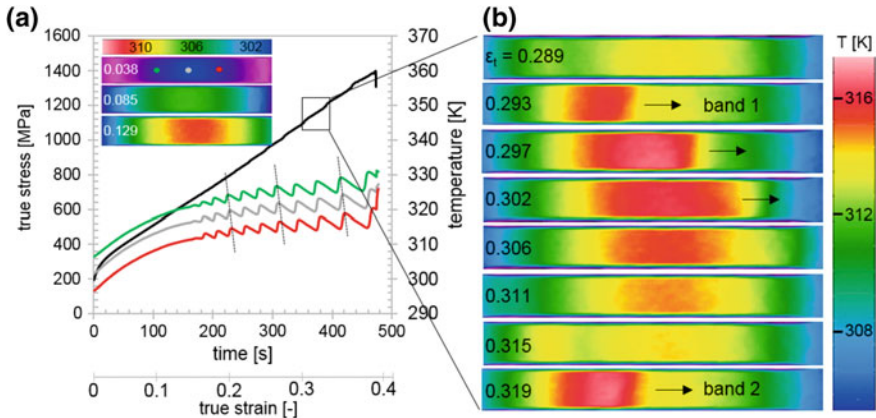 (a)
true stress [MPa]
1600
1400
1200
1000
800
600
400
200
0
310 306 302
0.038
0.085
0.129
370
360
350
340
330
320
310
300
290
temperature [K]
0 100 200 300 400 500
time [s]
0 0.1 0.2 0.3 0.4
true strain [-]
(b)
εt = 0.289
0.293 band 1
0.297
0.302
0.306
0.311
0.315
0.319 band 2
T [K]
316
312
308